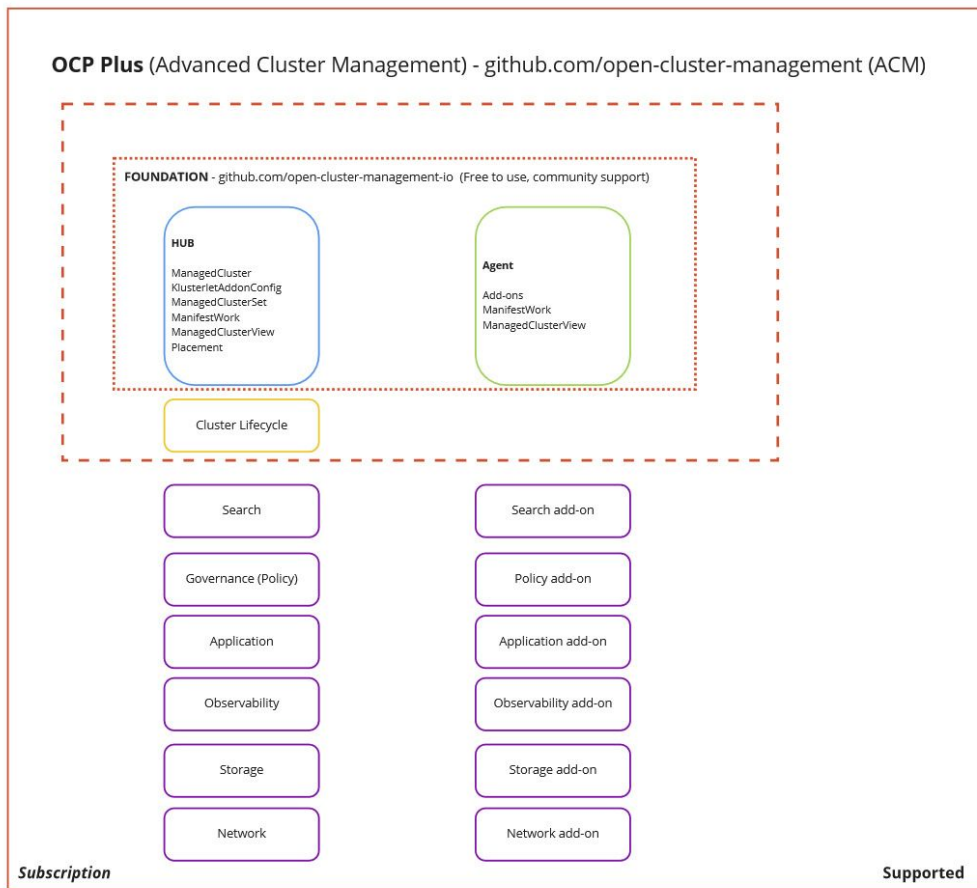 OCP Plus (Advanced Cluster Management) - github.com/open-cluster-management (ACM)
FOUNDATION - github.com/open-cluster-management-io (Free to use, community support)
HUB
ManagedCluster
KlusterletAddonConfig
ManagedClusterSet
ManifestWork
ManagedClusterView
Placement
Agent
Add-ons
ManifestWork
ManagedClusterView
Cluster Lifecycle
Search
Search add-on
Governance (Policy)
Policy add-on
Application
Application add-on
Observability
Observability add-on
Storage
Storage add-on
Network
Network add-on
Subscription
Supported